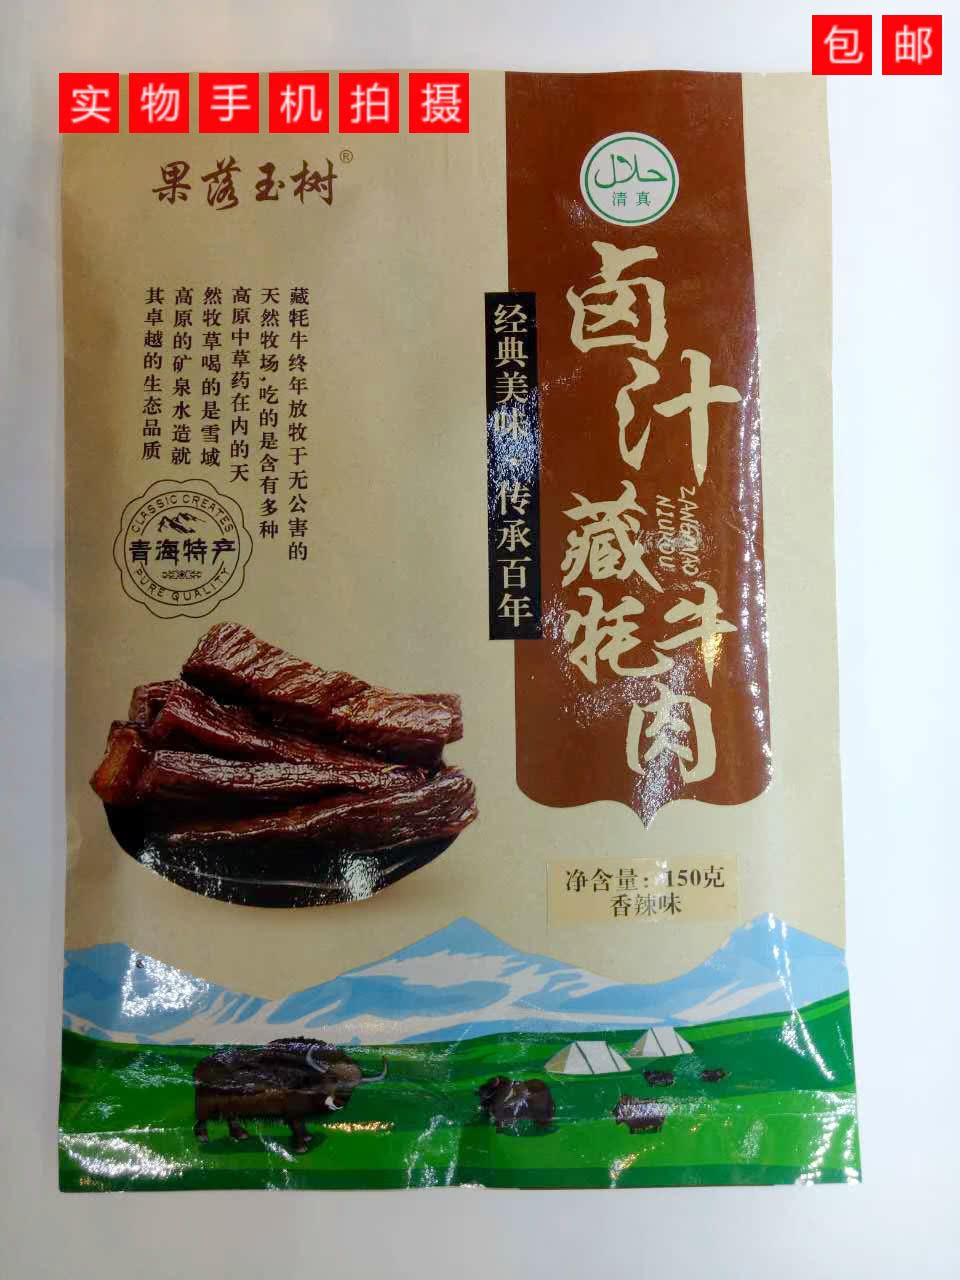 包邮
实物手机拍摄
果落玉树®
حلال
清真
卤汁
藏牦牛肉
ZANGMAO
NIUROU
经典美味·传承百年
藏牦牛终年放牧于无公害的
天然牧场,吃的是含有多种
高原中草药在内的天
然牧草喝的是雪域
高原的矿泉水造就
其卓越的生态品质
CLASSIC CREATES
青海特产
PURE QUALITY
净含量:150克
香辣味